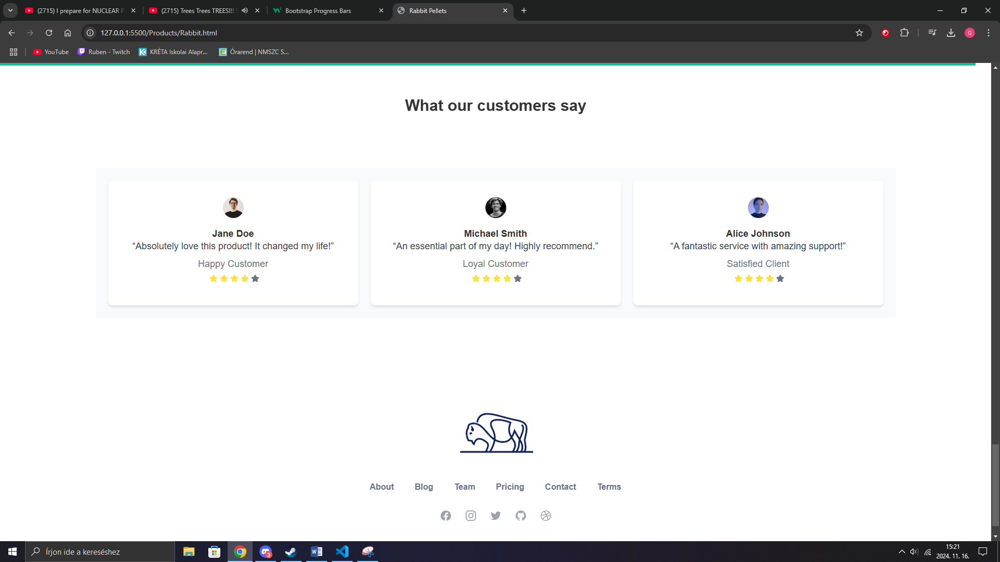 (2715) I prepare for NUCLEAR P
(2715) Trees Trees TREES!!! S
Bootstrap Progress Bars
Rabbit Pellets
127.0.0.1:5500/Products/Rabbit.html
G
YouTube
Ruben - Twitch
KRÉTA Iskolai Alapr...
Órarend | NMSZC S...
What our customers say
Jane Doe
“Absolutely love this product! It changed my life!”
Happy Customer
Michael Smith
“An essential part of my day! Highly recommend.”
Loyal Customer
Alice Johnson
“A fantastic service with amazing support!”
Satisfied Client
About Blog Team Pricing Contact Terms
Írjon ide a kereséshez
3
15:21
2024. 11. 16.